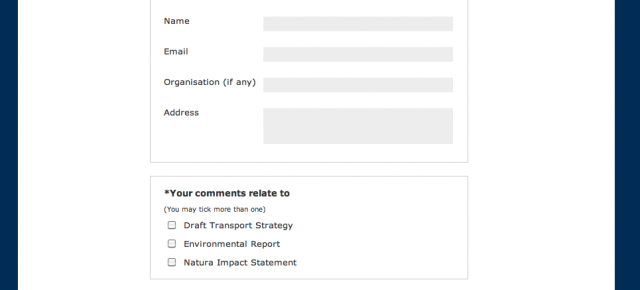 Name
Email
Organisation (if any)
Address
*Your comments relate to
(You may tick more than one)
Draft Transport Strategy
Environmental Report
Natura Impact Statement